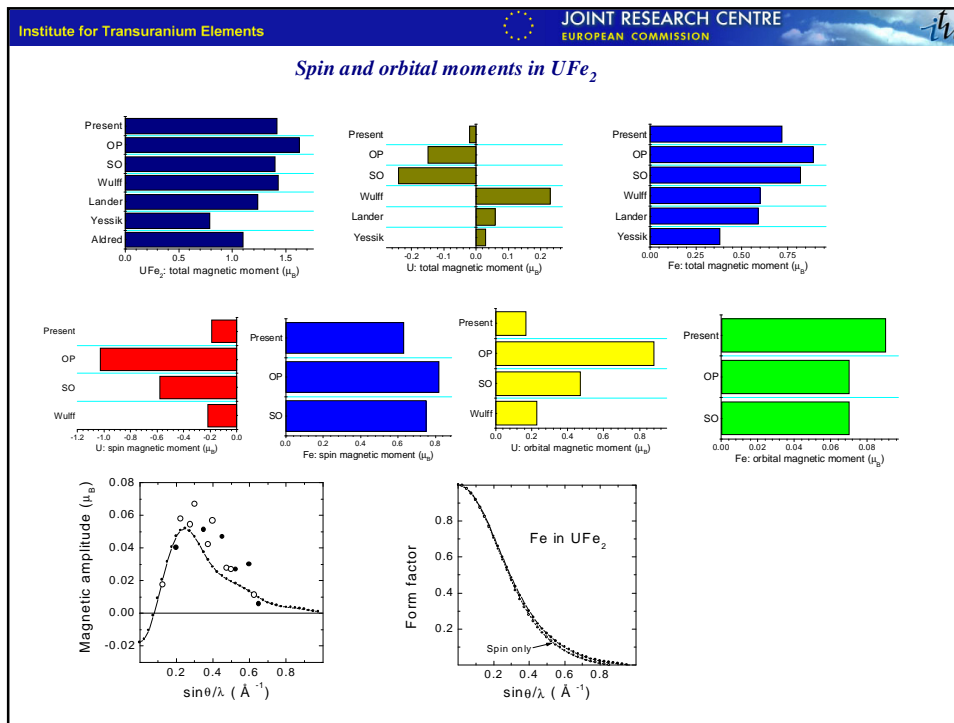 JOINT RESEARCH CENTRE
Institute for Transuranium Elements
EUROPEAN COMMISSION
itu
Spin and orbital moments in UFe₂
Present
OP
SO
Wulff
Lander
Yessik
Aldred
0.0 0.5 1.0 1.5
UFe₂: total magnetic moment (μB)
Present
OP
SO
Wulff
Lander
Yessik
-0.2 -0.1 0.0 0.1 0.2
U: total magnetic moment (μB)
Present
OP
SO
Wulff
Lander
Yessik
0.00 0.25 0.50 0.75
Fe: total magnetic moment (μB)
Present
OP
SO
Wulff
-1.2 -1.0 -0.8 -0.6 -0.4 -0.2 0.0
U: spin magnetic moment (μB)
Present
OP
SO
0.0 0.2 0.4 0.6 0.8
Fe: spin magnetic moment (μB)
Present
OP
SO
Wulff
0.0 0.2 0.4 0.6 0.8
U: orbital magnetic moment (μB)
Present
OP
SO
0.00 0.02 0.04 0.06 0.08
Fe: orbital magnetic moment (μB)
Magnetic amplitude (μB)
0.08
0.06
0.04
0.02
0.00
-0.02
0.2 0.4 0.6 0.8
sinθ/λ ( Å⁻¹)
Form factor
0.8
0.6
0.4
0.2
Fe in UFe₂
Spin only
0.2 0.4 0.6 0.8
sinθ/λ ( Å⁻¹)